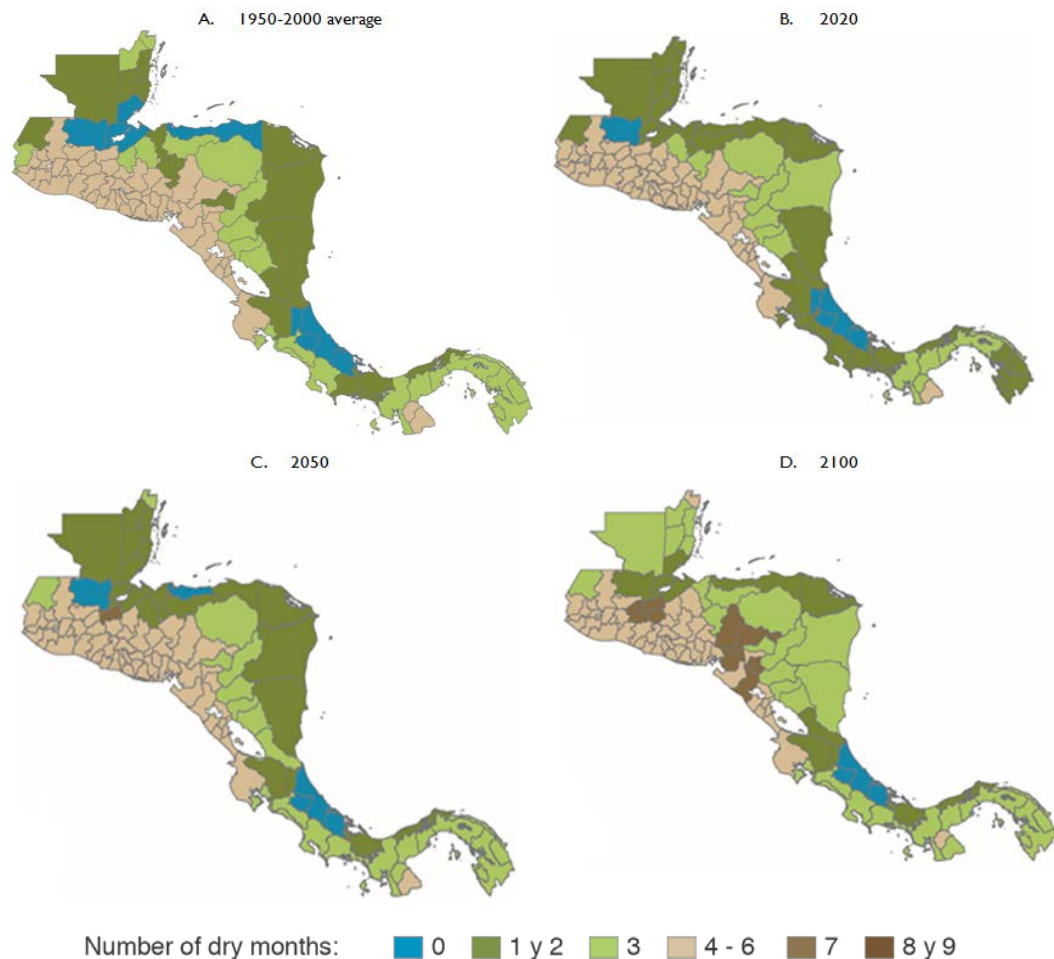 A. 1950-2000 average
B. 2020
C. 2050
D. 2100
Number of dry months: 0 1 y 2 3 4 - 6 7 8 y 9